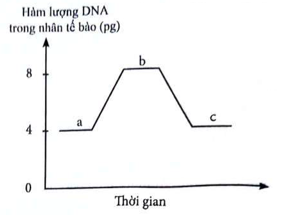 Hàm lượng DNA
trong nhân tế bào (pg)
8
b
a
c
4
0
Thời gian